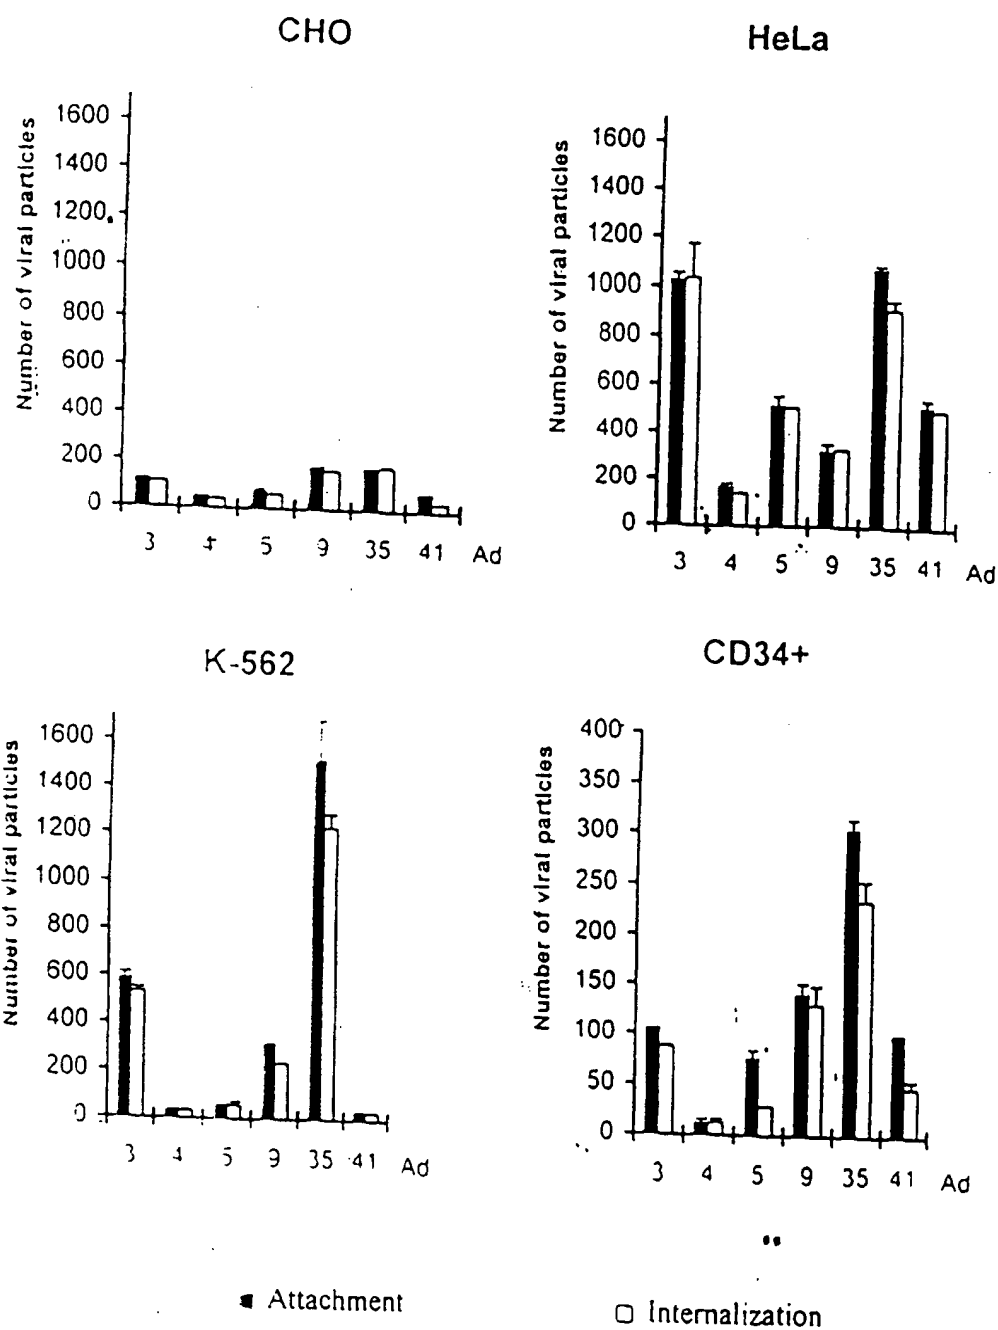 CHO
Number of viral particles
1600
1400
1200
1000
800
600
400
200
0
3 4 5 9 35 41 Ad
HeLa
Number of viral particles
1600
1400
1200
1000
800
600
400
200
0
3 4 5 9 35 41 Ad
K-562
Number of viral particles
1600
1400
1200
1000
800
600
400
200
0
3 4 5 9 35 41 Ad
CD34+
Number of viral particles
400
350
300
250
200
150
100
50
0
3 4 5 9 35 41 Ad
Attachment
Internalization